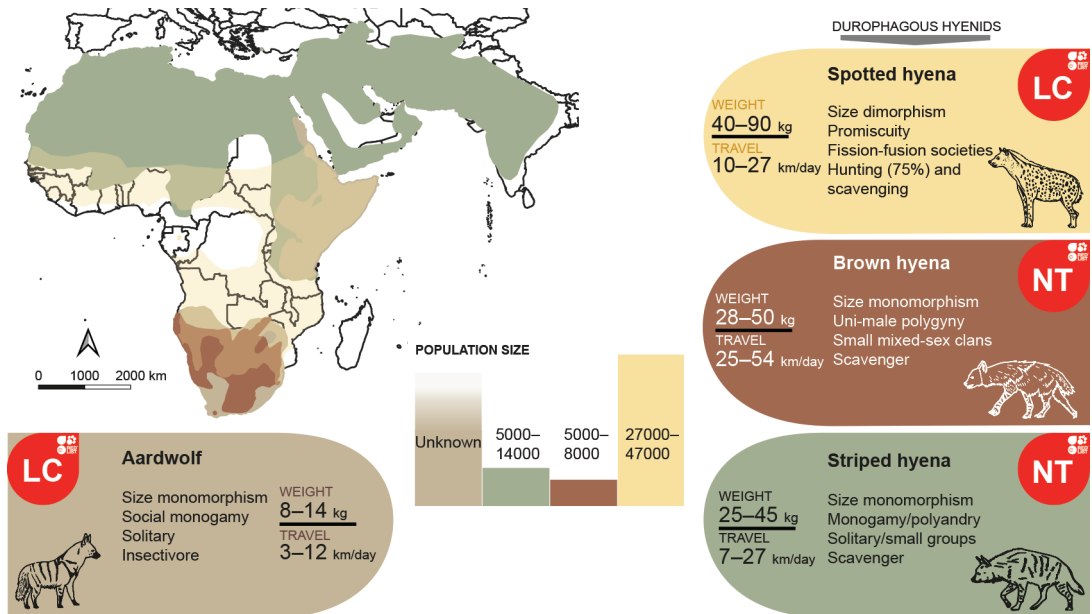 DUROPHAGOUS HYENIDS
Spotted hyena
LC
WEIGHT
40–90 kg
TRAVEL
10–27 km/day
Size dimorphism
Promiscuity
Fission-fusion societies
Hunting (75%) and
scavenging
Brown hyena
NT
WEIGHT
28–50 kg
TRAVEL
25–54 km/day
Size monomorphism
Uni-male polygyny
Small mixed-sex clans
Scavenger
Striped hyena
NT
WEIGHT
25–45 kg
TRAVEL
7–27 km/day
Size monomorphism
Monogamy/polyandry
Solitary/small groups
Scavenger
0 1000 2000 km
POPULATION SIZE
Unknown
5000–
14000
5000–
8000
27000–
47000
LC
Aardwolf
Size monomorphism
Social monogamy
Solitary
Insectivore
WEIGHT
8–14 kg
TRAVEL
3–12 km/day